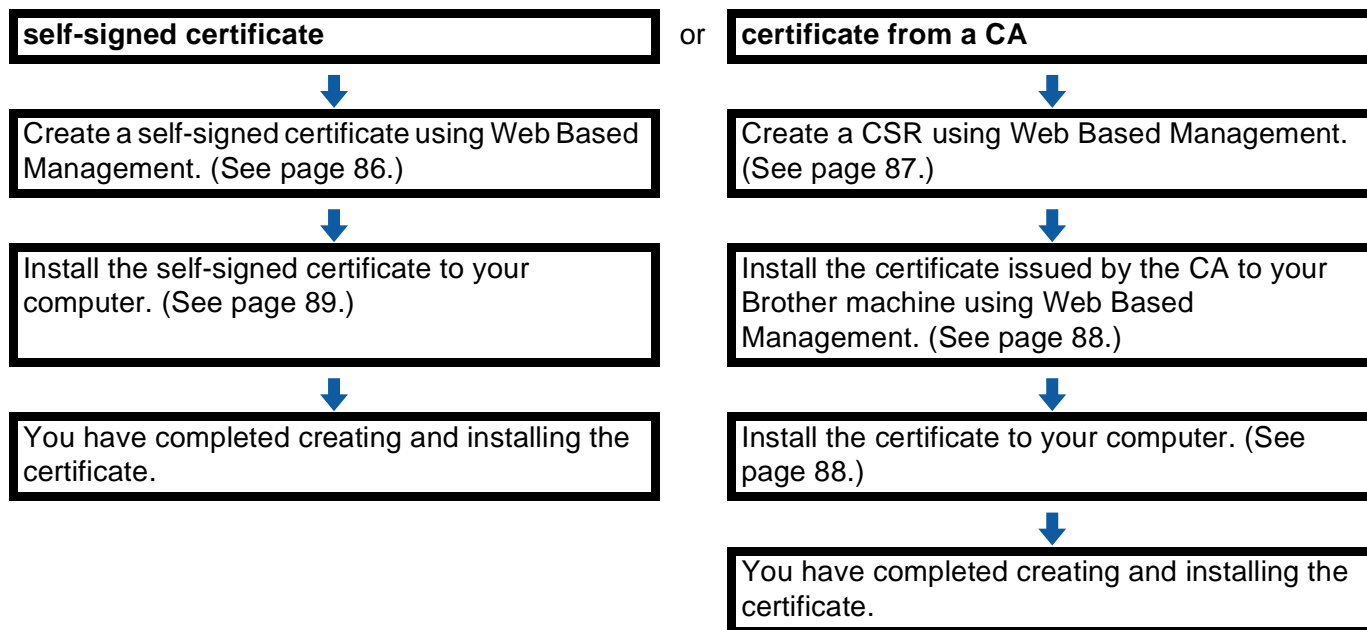 self-signed certificate
or
certificate from a CA
Create a self-signed certificate using Web Based
Management. (See page 86.)
Create a CSR using Web Based Management.
(See page 87.)
Install the self-signed certificate to your
computer. (See page 89.)
Install the certificate issued by the CA to your
Brother machine using Web Based
Management. (See page 88.)
You have completed creating and installing the
certificate.
Install the certificate to your computer. (See
page 88.)
You have completed creating and installing the
certificate.